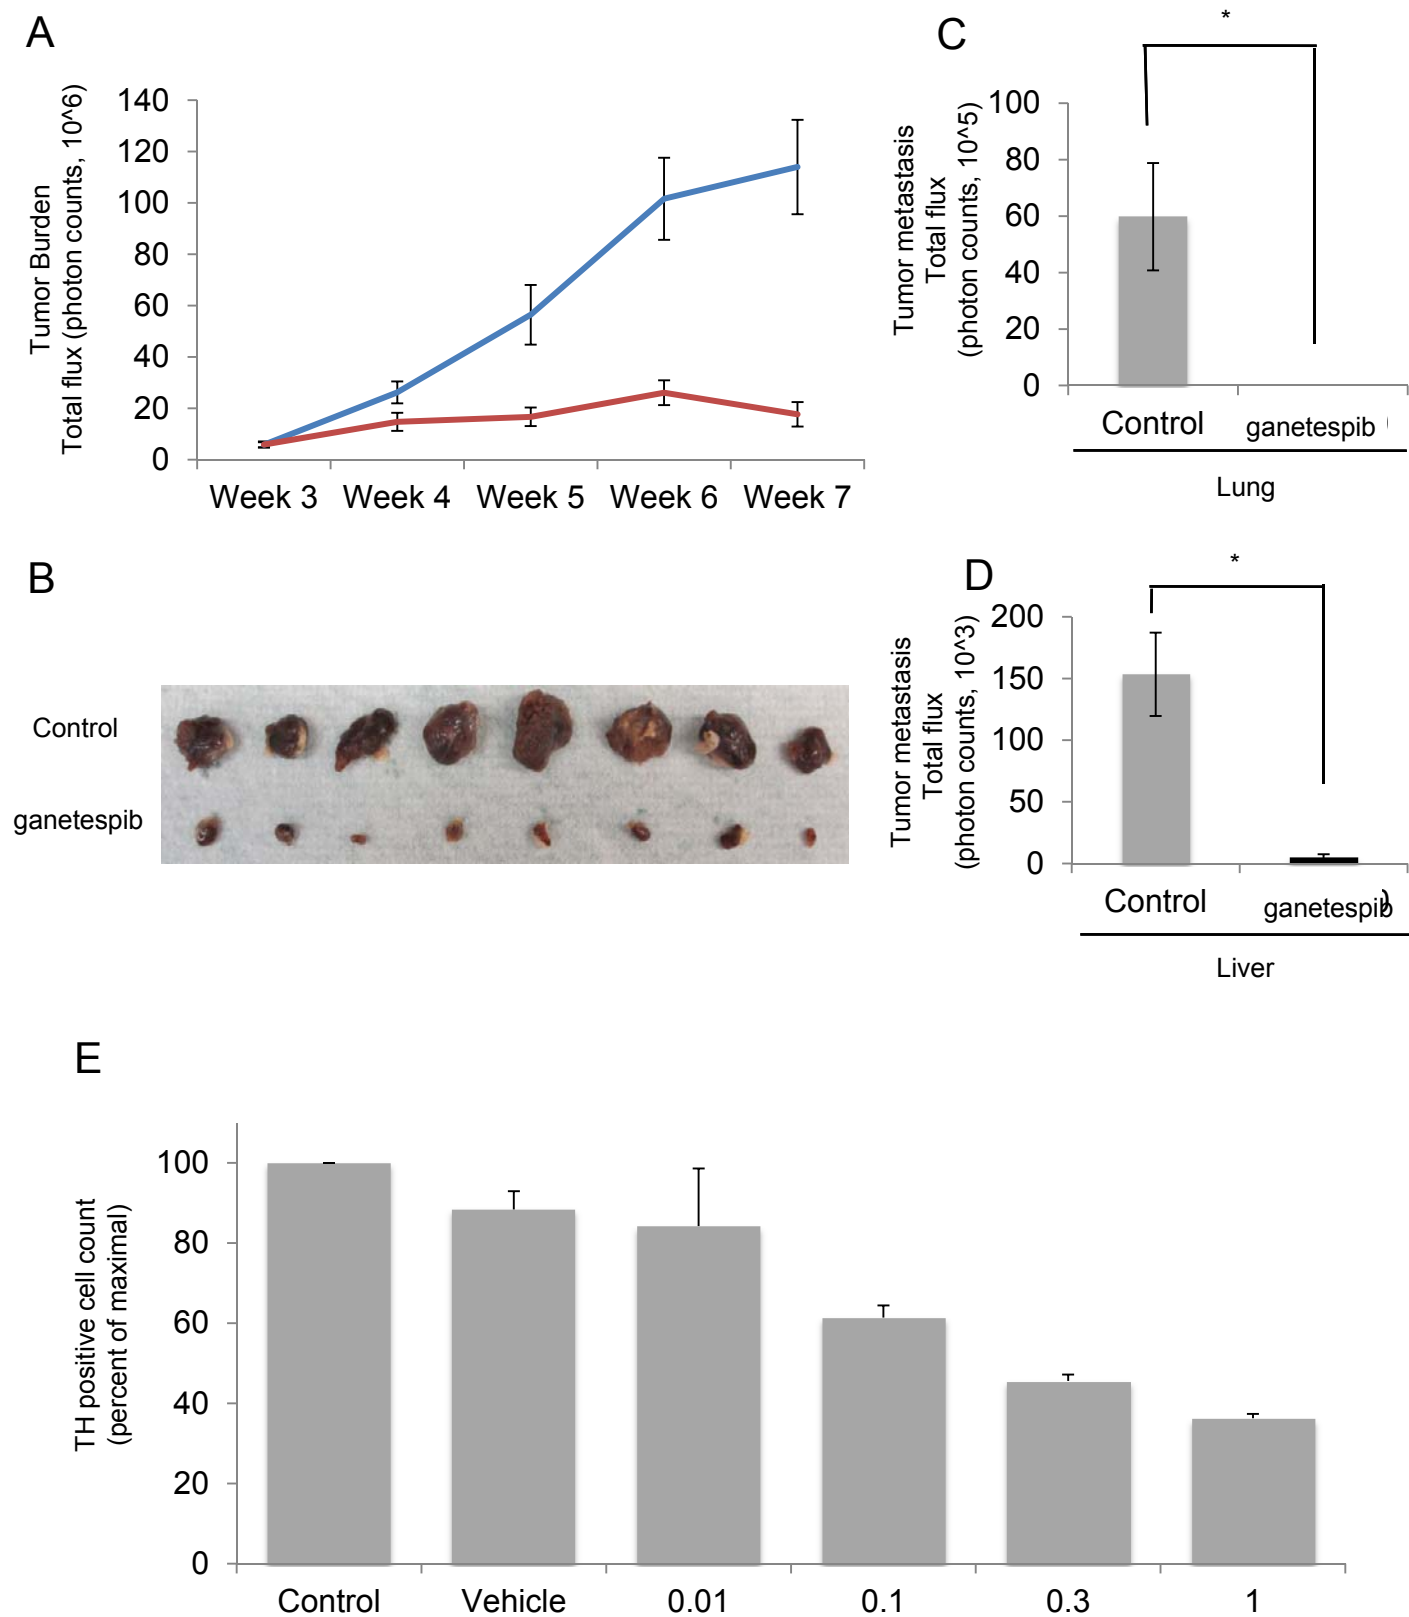 A
Tumor Burden
Total flux (photon counts, 10^6)
140
120
100
80
60
40
20
0
Week 3 Week 4 Week 5 Week 6 Week 7
B
Control
ganetespib
C
*
Tumor metastasis
Total flux
(photon counts, 10^5)
100
80
60
40
20
0
Control ganetespib
Lung
D
*
Tumor metastasis
Total flux
(photon counts, 10^3)
200
150
100
50
0
Control ganetespib)
Liver
E
TH positive cell count
(percent of maximal)
100
80
60
40
20
0
Control Vehicle 0.01 0.1 0.3 1